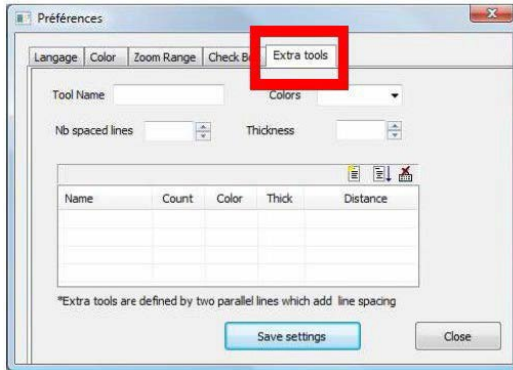 Préférences
Langage Color Zoom Range Check B Extra tools
Tool Name Colors
Nb spaced lines Thickness
Name Count Color Thick Distance
*Extra tools are defined by two parallel lines which add line spacing
Save settings Close